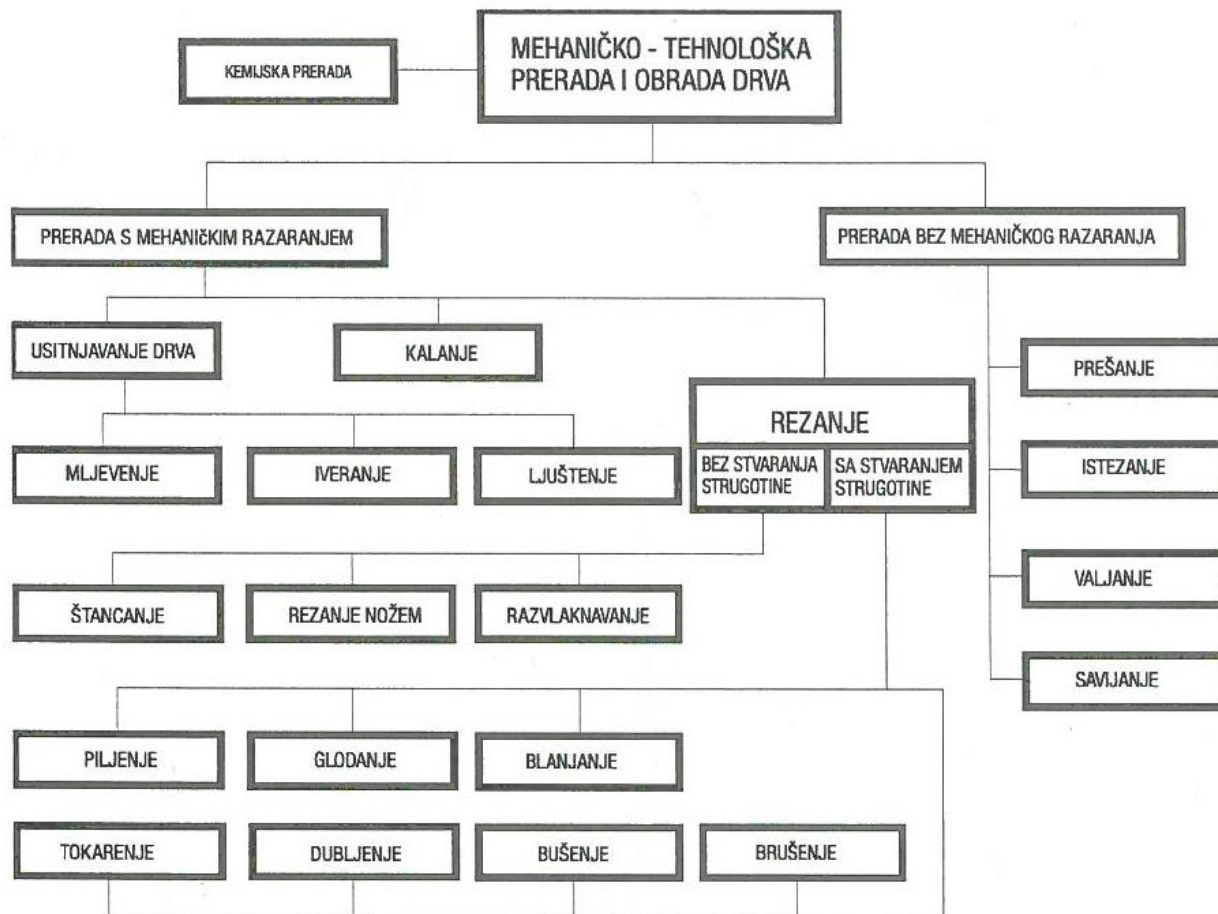 KEMIJSKA PRERADA
MEHANIČKO - TEHNOLOŠKA
PRERADA I OBRADA DRVA
PRERADA S MEHANIČKIM RAZARANJEM
PRERADA BEZ MEHANIČKOG RAZARANJA
USITNJAVANJE DRVA
KALANJE
PREŠANJE
REZANJE
BEZ STVARANJA
STRUGOTINE
SA STVARANJEM
STRUGOTINE
MLJEVENJE
IVERANJE
LJUŠTENJE
ISTEZANJE
ŠTANCANJE
REZANJE NOŽEM
RAZVLAKNAVANJE
VALJANJE
SAVIJANJE
PILJENJE
GLODANJE
BLANJANJE
TOKARENJE
DUBLJENJE
BUŠENJE
BRUŠENJE